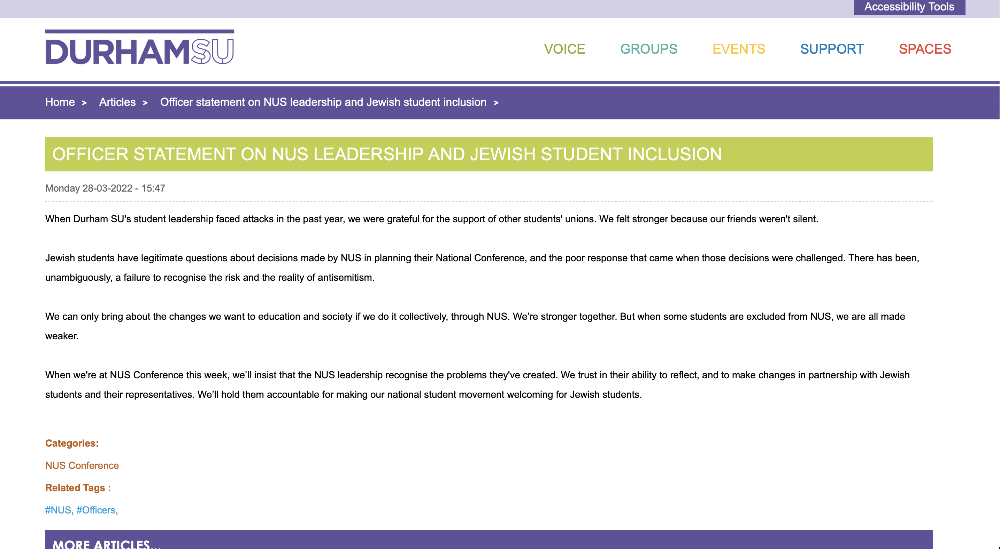 Accessibility Tools
DURHAMSU
VOICE GROUPS EVENTS SUPPORT SPACES
Home > Articles > Officer statement on NUS leadership and Jewish student inclusion >
OFFICER STATEMENT ON NUS LEADERSHIP AND JEWISH STUDENT INCLUSION
Monday 28-03-2022 - 15:47
When Durham SU's student leadership faced attacks in the past year, we were grateful for the support of other students' unions. We felt stronger because our friends weren't silent.
Jewish students have legitimate questions about decisions made by NUS in planning their National Conference, and the poor response that came when those decisions were challenged. There has been,
unambiguously, a failure to recognise the risk and the reality of antisemitism.
We can only bring about the changes we want to education and society if we do it collectively, through NUS. We’re stronger together. But when some students are excluded from NUS, we are all made
weaker.
When we're at NUS Conference this week, we’ll insist that the NUS leadership recognise the problems they've created. We trust in their ability to reflect, and to make changes in partnership with Jewish
students and their representatives. We’ll hold them accountable for making our national student movement welcoming for Jewish students.
Categories:
NUS Conference
Related Tags :
#NUS, #Officers,
MORE ARTICLES...